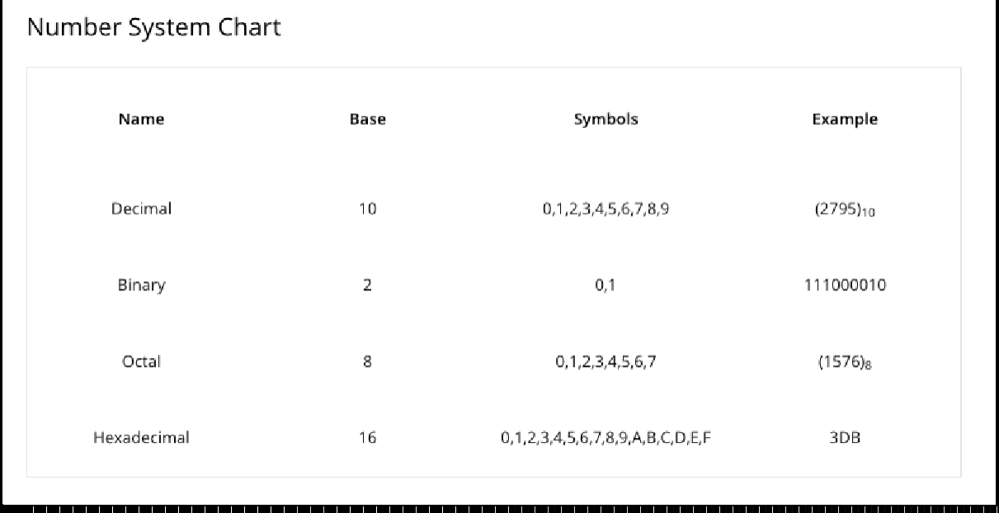 Number System Chart
Name Base Symbols Example
Decimal 10 0,1,2,3,4,5,6,7,8,9 (2795)₁₀
Binary 2 0,1 111000010
Octal 8 0,1,2,3,4,5,6,7 (1576)₈
Hexadecimal 16 0,1,2,3,4,5,6,7,8,9,A,B,C,D,E,F 3DB